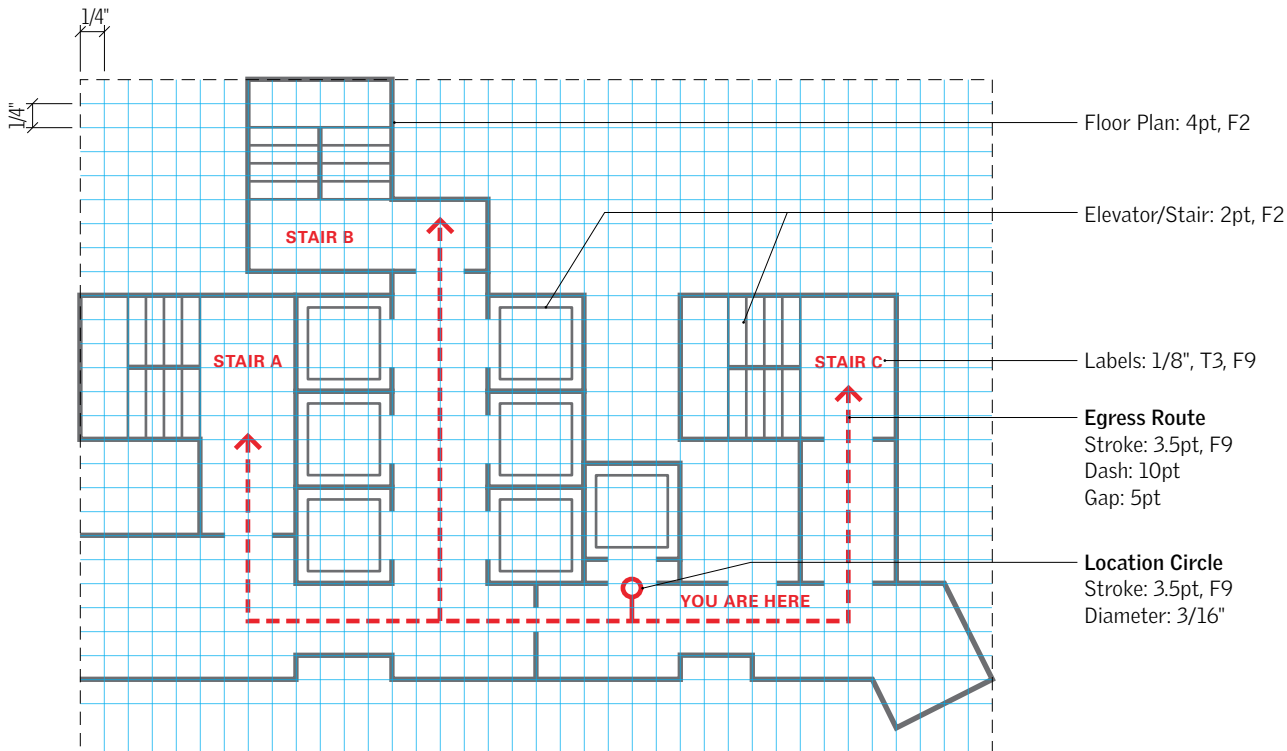 1/4"
1/4"
Floor Plan: 4pt, F2
Elevator/Stair: 2pt, F2
STAIR B
STAIR A
STAIR C
Labels: 1/8", T3, F9
Egress Route
Stroke: 3.5pt, F9
Dash: 10pt
Gap: 5pt
Location Circle
Stroke: 3.5pt, F9
Diameter: 3/16"
YOU ARE HERE